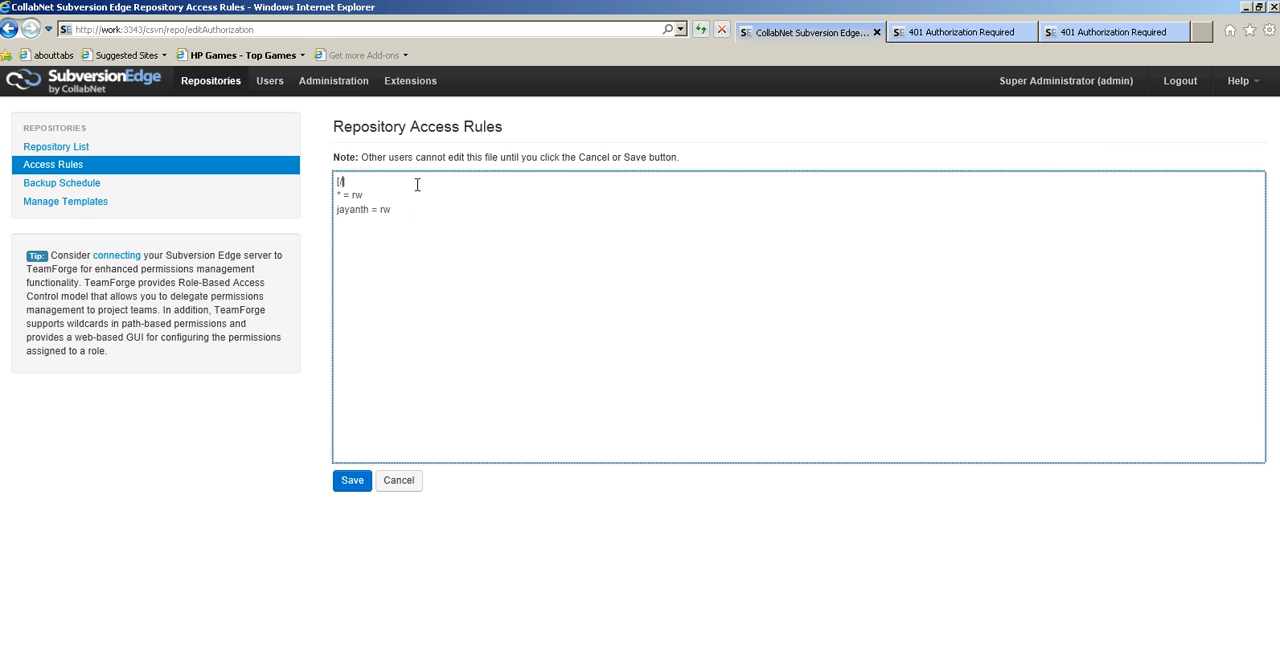 CollabNet Subversion Edge Repository Access Rules - Windows Internet Explorer
http://work:3343/csvn/repo/editAuthorization
CollabNet Subversion Edge...
401 Authorization Required
401 Authorization Required
abouttabs
Suggested Sites
HP Games - Top Games
Get more Add-ons
SubversionEdge
by CollabNet
Repositories
Users
Administration
Extensions
Super Administrator (admin)
Logout
Help
REPOSITORIES
Repository List
Access Rules
Backup Schedule
Manage Templates
Tip: Consider connecting your Subversion Edge server to
TeamForge for enhanced permissions management
functionality. TeamForge provides Role-Based Access
Control model that allows you to delegate permissions
management to project teams. In addition, TeamForge
supports wildcards in path-based permissions and
provides a web-based GUI for configuring the permissions
assigned to a role.
Repository Access Rules
Note: Other users cannot edit this file until you click the Cancel or Save button.
[/
* = rw
jayanth = rw
Save
Cancel